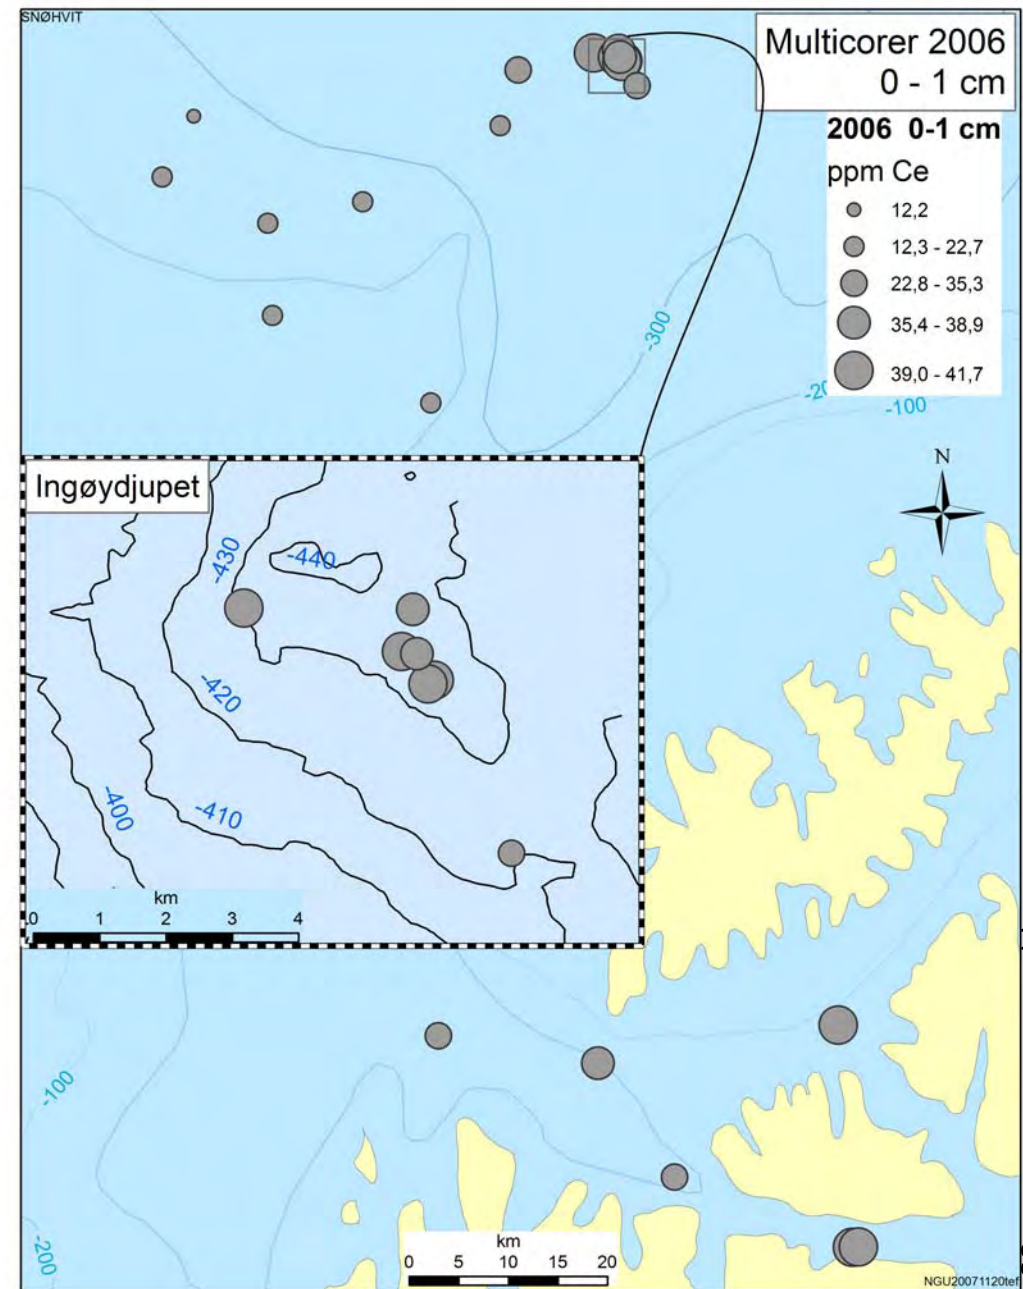 SNØHVIT
Multicorer 2006
0 - 1 cm
2006 0-1 cm
ppm Ce
12,2
12,3 - 22,7
22,8 - 35,3
35,4 - 38,9
39,0 - 41,7
-300
-100
N
Ingøydjupet
-430
-440
-420
-400
-410
km
0 1 2 3 4
-100
-200
km
0 5 10 15 20
NGU20071120tef